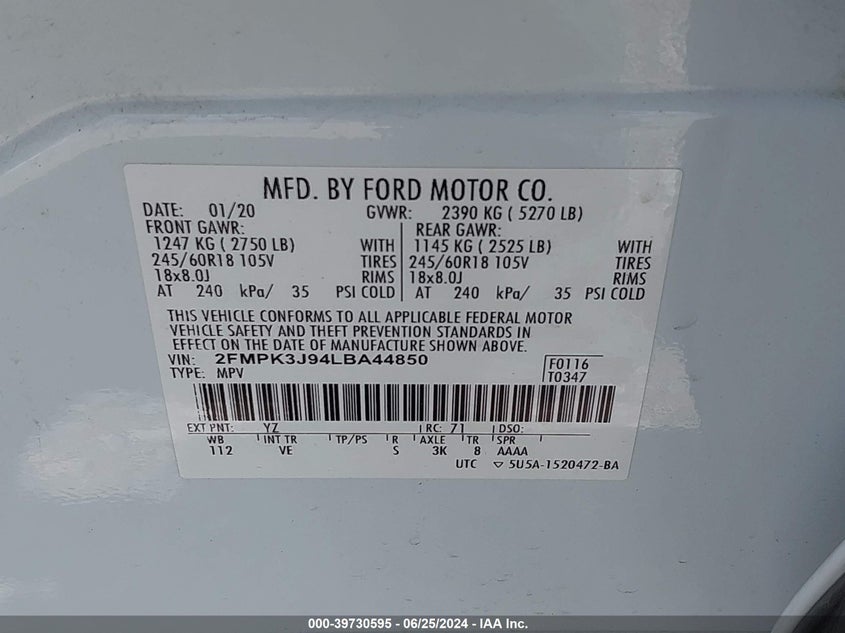 MFD. BY FORD MOTOR CO.
DATE: 01/20 GVWR: 2390 KG ( 5270 LB)
FRONT GAWR: REAR GAWR:
1247 KG ( 2750 LB) WITH 1145 KG ( 2525 LB) WITH
245/60R18 105V TIRES 245/60R18 105V TIRES
18x8.0J RIMS 18x8.0J RIMS
AT 240 kPa/ 35 PSI COLD AT 240 kPa/ 35 PSI COLD
THIS VEHICLE CONFORMS TO ALL APPLICABLE FEDERAL MOTOR
VEHICLE SAFETY AND THEFT PREVENTION STANDARDS IN
EFFECT ON THE DATE OF MANUFACTURE SHOWN ABOVE.
VIN: 2FMPK3J94LBA44850 F0116
TYPE: MPV T0347
EXT PNT: YZ RC: 71 DSO:
WB INT TR TP/PS R AXLE TR SPR
112 VE S 3K 8 AAAA
UTC ▽ 5U5A-1520472-BA
000-39730595 - 06/25/2024 - IAA Inc.